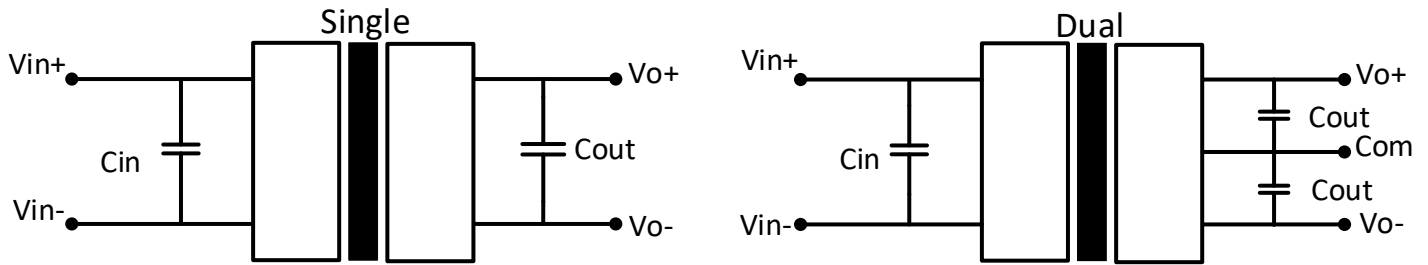 Single
Vin+
Cin
Vin-
Vo+
Cout
Vo-
Dual
Vin+
Cin
Vin-
Vo+
Cout
Com
Cout
Vo-